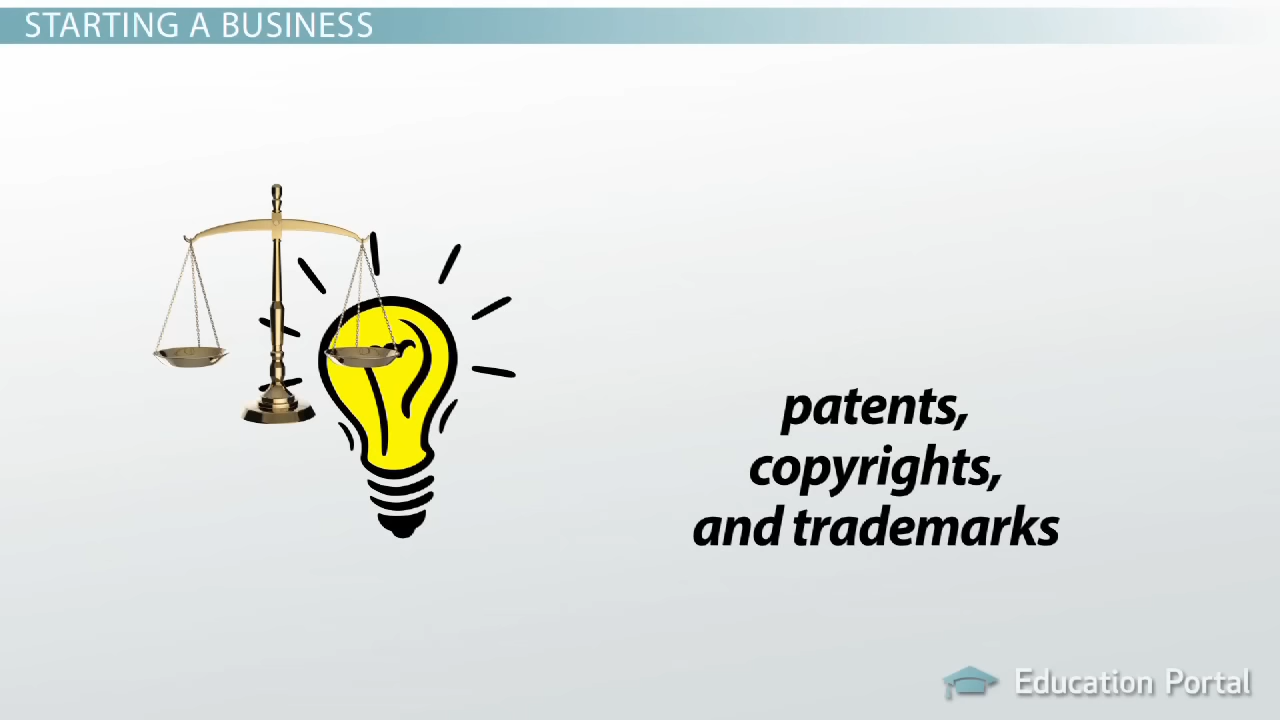 STARTING A BUSINESS
patents,
copyrights,
and trademarks
Education Portal